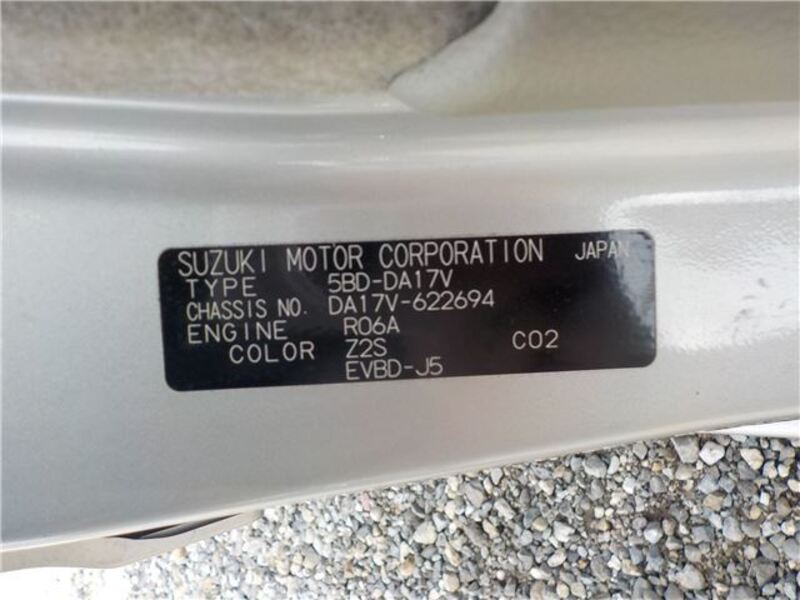 SUZUKI MOTOR CORPORATION JAPAN
TYPE 5BD-DA17V
CHASSIS NO. DA17V-622694
ENGINE R06A
COLOR Z2S C02
EVBD-J5